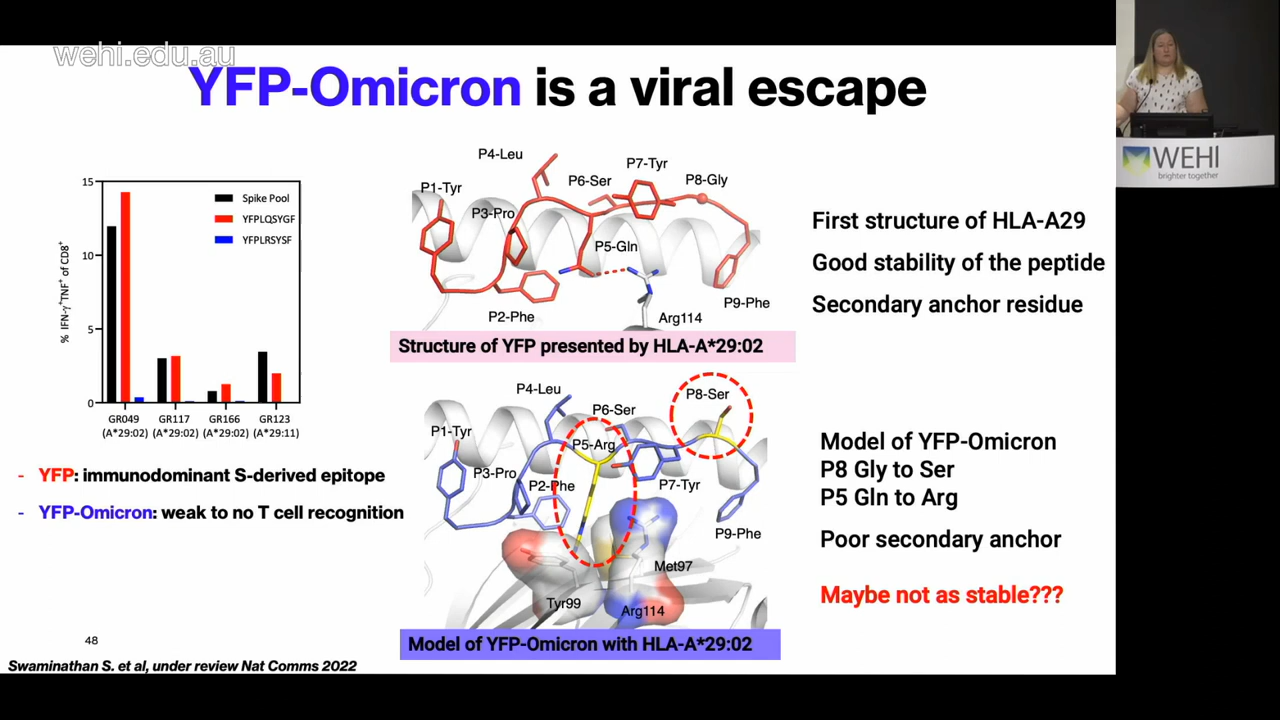 wehi.edu.au
YFP-Omicron is a viral escape
WEHI
brighter together
15
10
5
0
% IFN-γ⁺TNF⁺ of CD8⁺
Spike Pool
YFPLQSYGF
YFPLRSYSF
GR049 GR117 GR166 GR123
(A*29:02) (A*29:02) (A*29:02) (A*29:11)
- YFP: immunodominant S-derived epitope
- YFP-Omicron: weak to no T cell recognition
P4-Leu
P7-Tyr
P6-Ser
P8-Gly
P1-Tyr
P3-Pro
P5-Gln
P9-Phe
P2-Phe
Arg114
Structure of YFP presented by HLA-A*29:02
First structure of HLA-A29
Good stability of the peptide
Secondary anchor residue
P4-Leu
P8-Ser
P6-Ser
P1-Tyr
P5-Arg
P3-Pro
P2-Phe
P7-Tyr
P9-Phe
Met97
Tyr99
Arg114
Model of YFP-Omicron with HLA-A*29:02
Model of YFP-Omicron
P8 Gly to Ser
P5 Gln to Arg
Poor secondary anchor
Maybe not as stable???
48
Swaminathan S. et al, under review Nat Comms 2022